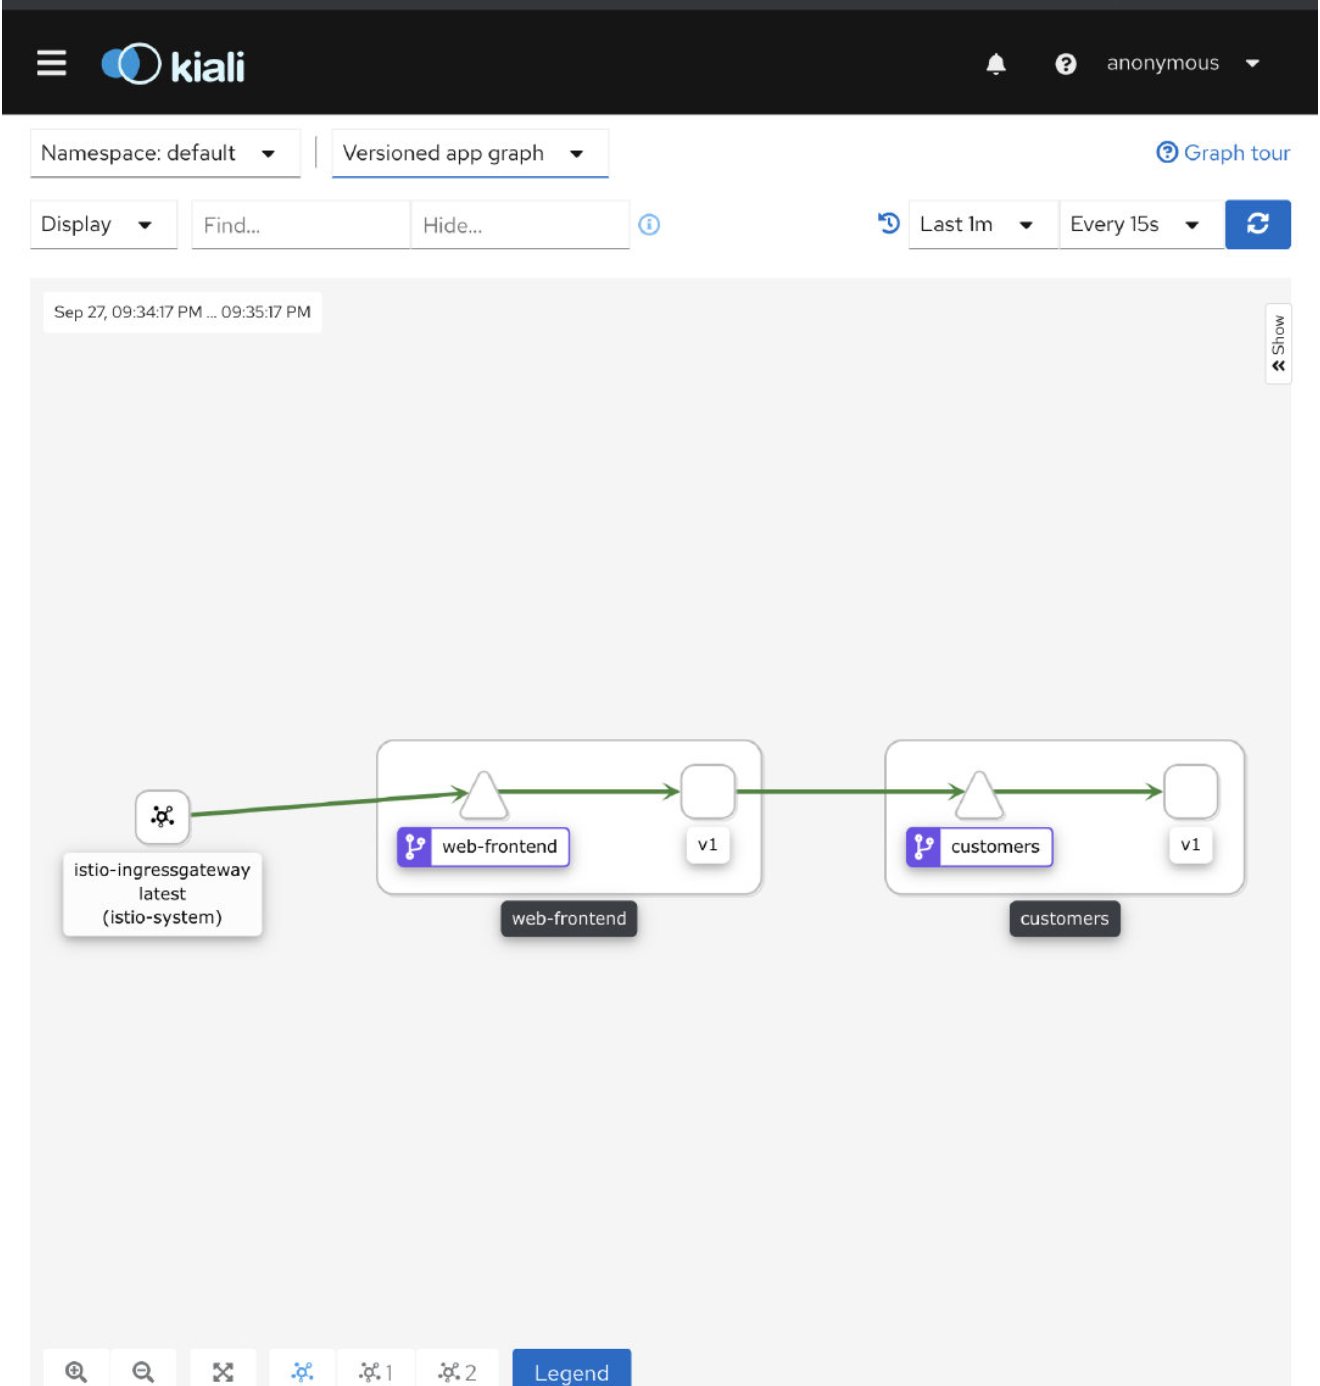 kiali
anonymous
Namespace: default
Versioned app graph
Graph tour
Display
Find...
Hide...
Last 1m
Every 15s
Sep 27, 09:34:17 PM ... 09:35:17 PM
Show
istio-ingressgateway
latest
(istio-system)
web-frontend
v1
web-frontend
customers
v1
customers
1
2
Legend